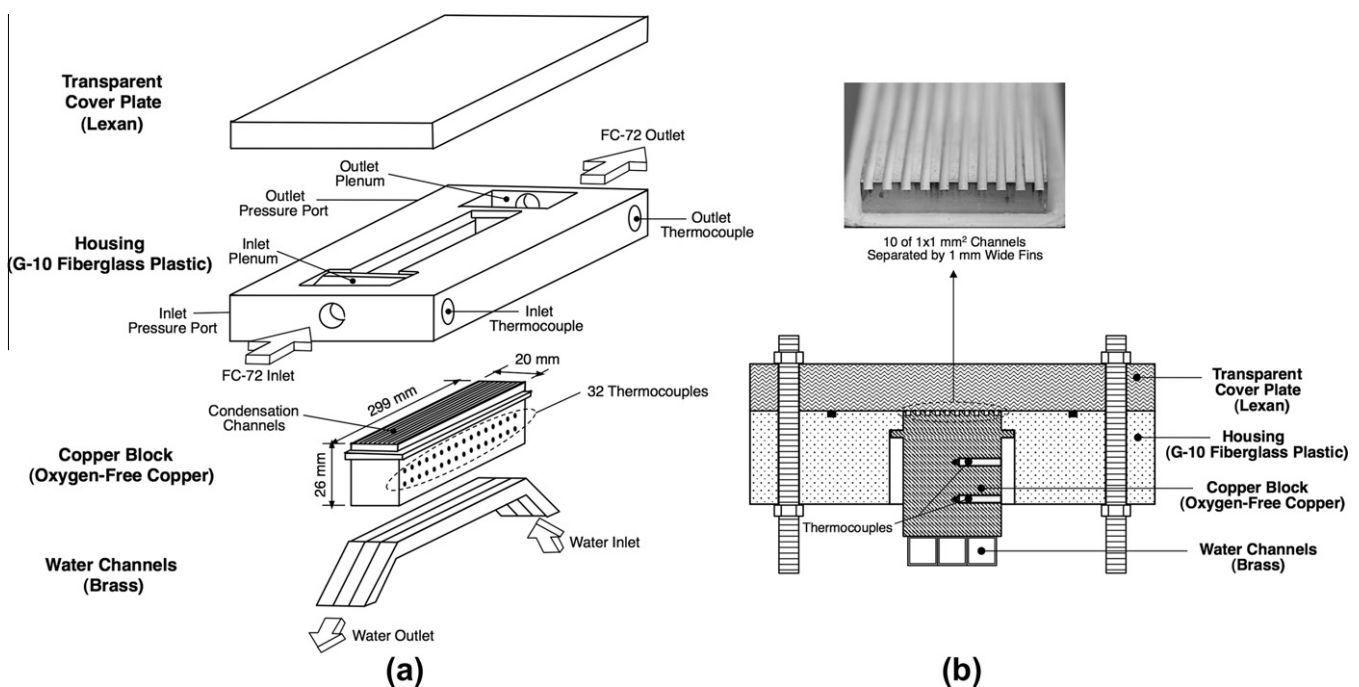 Transparent
Cover Plate
(Lexan)
FC-72 Outlet
Outlet
Plenum
Outlet
Pressure Port
Outlet
Thermocouple
Housing
(G-10 Fiberglass Plastic)
Inlet
Plenum
Inlet
Pressure Port
Inlet
Thermocouple
FC-72 Inlet
20 mm
299 mm
32 Thermocouples
Condensation
Channels
Copper Block
(Oxygen-Free Copper)
26 mm
Water Inlet
Water Channels
(Brass)
Water Outlet
(a)
10 of 1x1 mm² Channels
Separated by 1 mm Wide Fins
Transparent
Cover Plate
(Lexan)
Housing
(G-10 Fiberglass Plastic)
Copper Block
(Oxygen-Free Copper)
Thermocouples
Water Channels
(Brass)
(b)